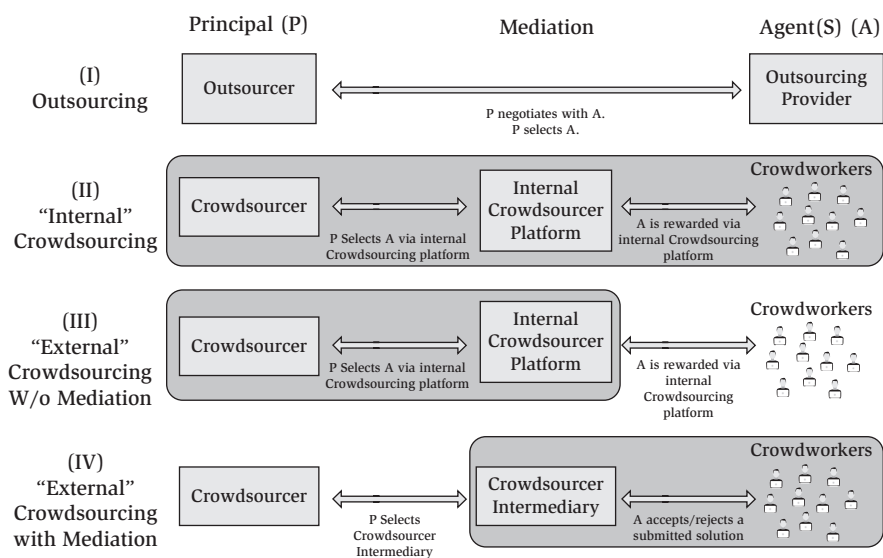 Principal (P)
Mediation
Agent(S) (A)
(I)
Outsourcing
Outsourcer
P negotiates with A.
P selects A.
Outsourcing
Provider
(II)
“Internal”
Crowdsourcing
Crowdsourcer
P Selects A via internal
Crowdsourcing platform
Internal
Crowdsourcer
Platform
A is rewarded via
internal Crowdsourcing
platform
Crowdworkers
(III)
“External”
Crowdsourcing
W/o Mediation
Crowdsourcer
P Selects A via internal
Crowdsourcing platform
Internal
Crowdsourcer
Platform
A is rewarded via
internal
Crowdsourcing
platform
Crowdworkers
(IV)
“External”
Crowdsourcing
with Mediation
Crowdsourcer
P Selects
Crowdsourcer
Intermediary
Crowdsourcer
Intermediary
A accepts/rejects a
submitted solution
Crowdworkers